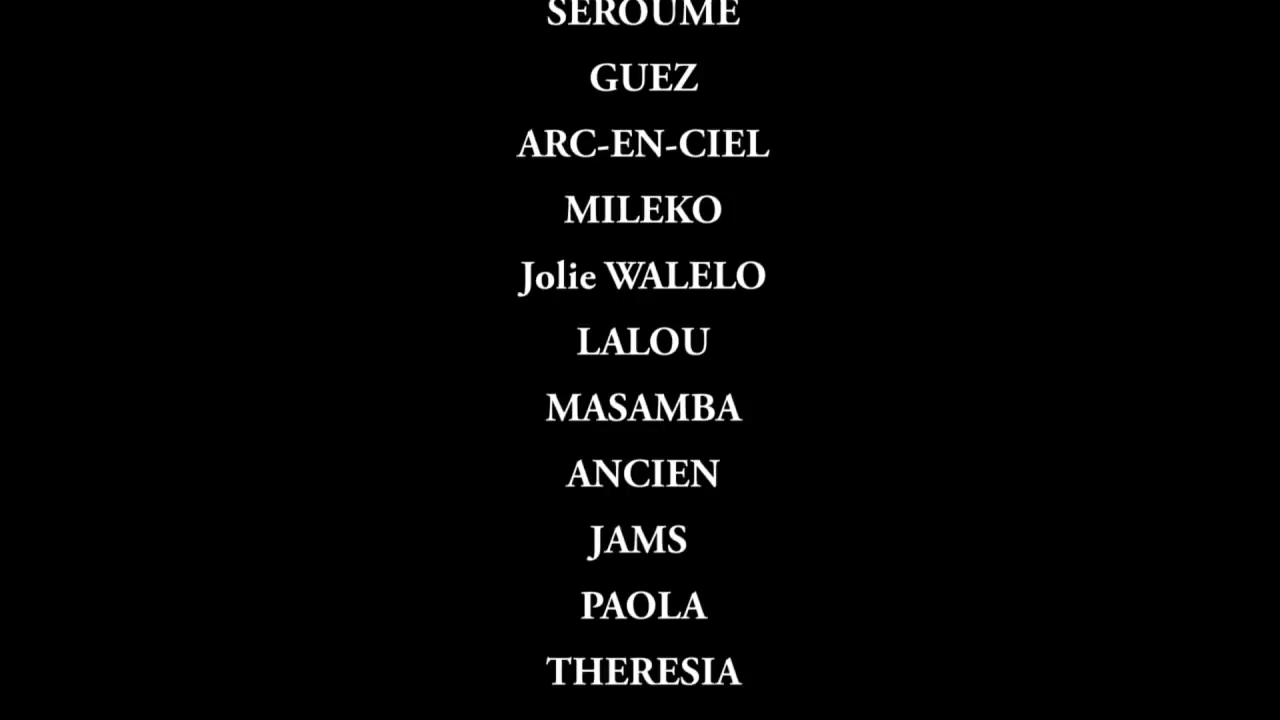 SEROUME
GUEZ
ARC-EN-CIEL
MILEKO
Jolie WALELO
LALOU
MASAMBA
ANCIEN
JAMS
PAOLA
THERESIA